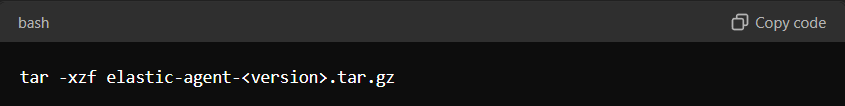 bash
Copy code
tar -xzf elastic-agent-<version>.tar.gz